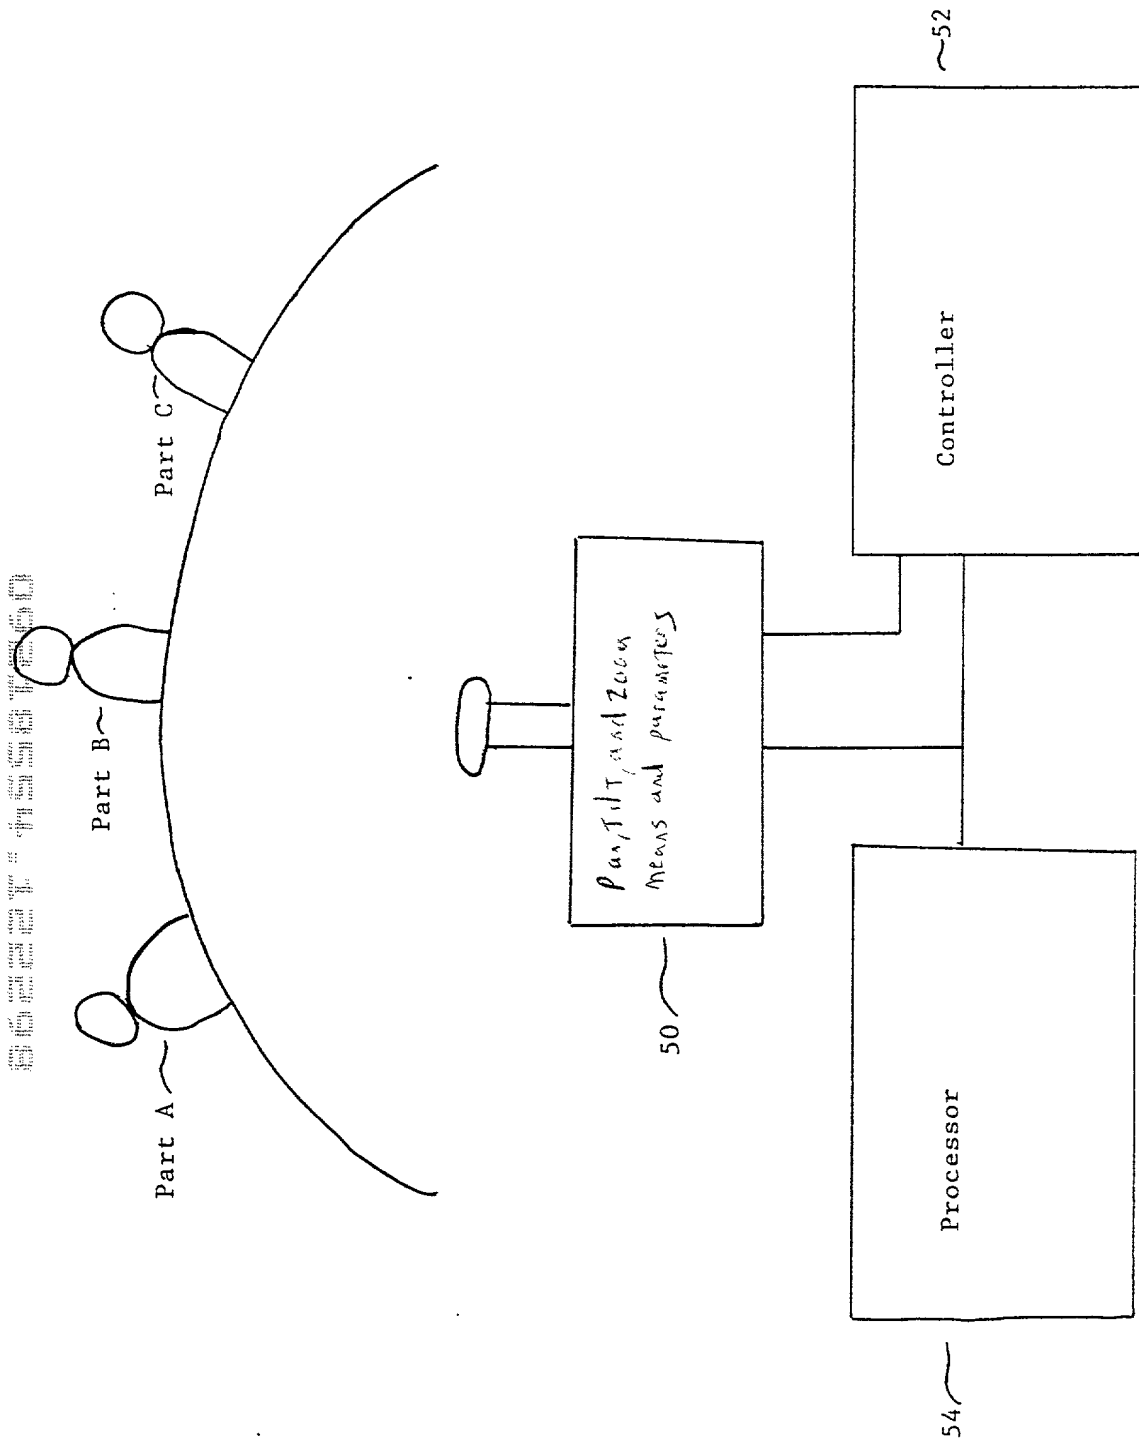 Part A
Part B
Part C
50
Pan, Tilt, and Zoom
means and parameters
54
Processor
Controller
52